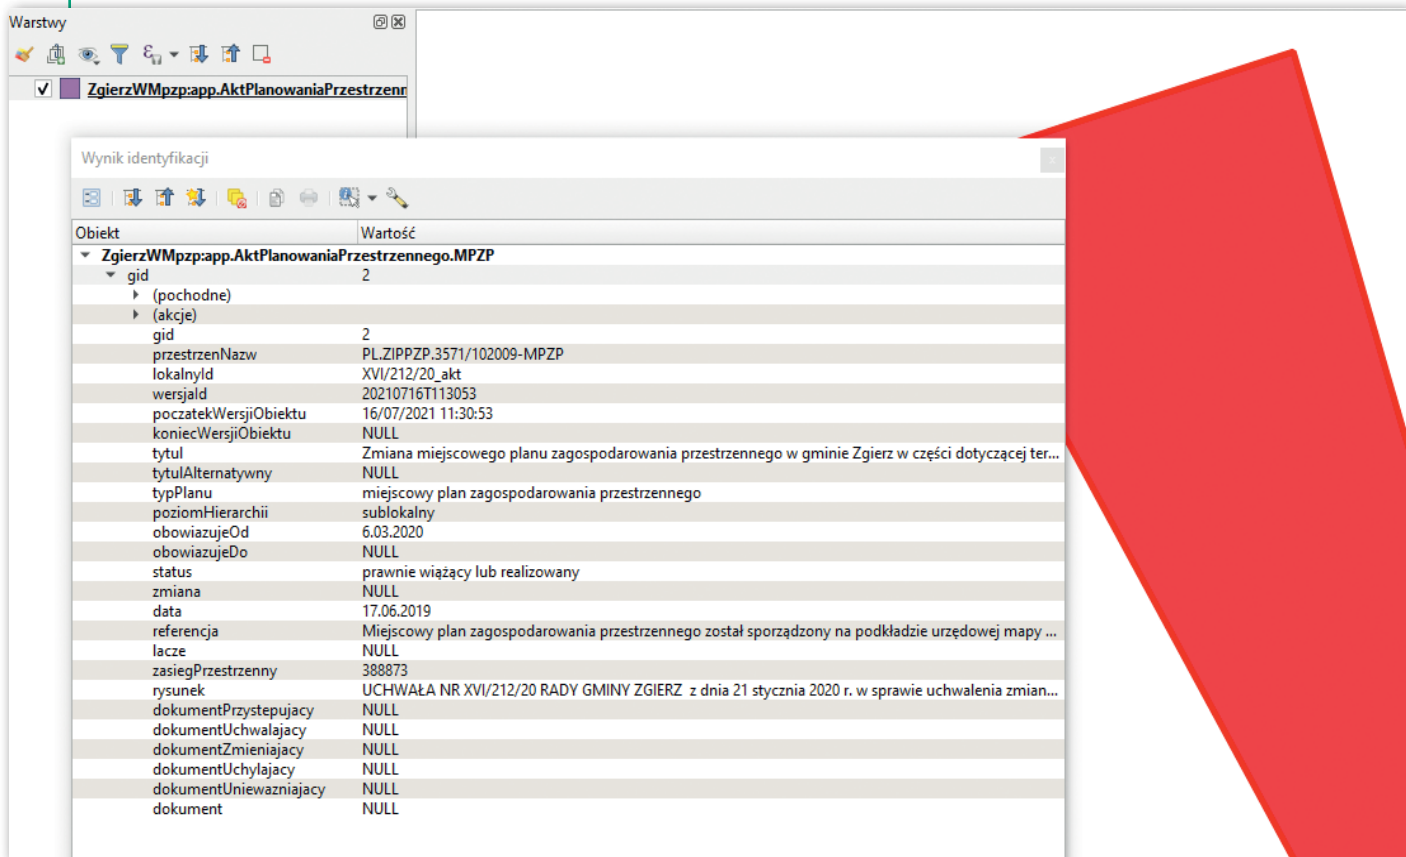 Warstwy
ZgierzWMpzp:app.AktPlanowaniaPrzestrzenn
Wynik identyfikacji
Obiekt Wartość
ZgierzWMpzp:app.AktPlanowaniaPrzestrzennego.MPZP
gid 2
(pochodne)
(akcje)
gid 2
przestrzenNazw PL.ZIPPZP.3571/102009-MPZP
lokalnyId XVI/212/20_akt
wersjaId 20210716T113053
poczatekWersjiObiektu 16/07/2021 11:30:53
koniecWersjiObiektu NULL
tytul Zmiana miejscowego planu zagospodarowania przestrzennego w gminie Zgierz w części dotyczącej ter...
tytulAlternatywny NULL
typPlanu miejscowy plan zagospodarowania przestrzennego
poziomHierarchii sublokalny
obowiazujeOd 6.03.2020
obowiazujeDo NULL
status prawnie wiążący lub realizowany
zmiana NULL
data 17.06.2019
referencja Miejscowy plan zagospodarowania przestrzennego został sporządzony na podkładzie urzędowej mapy ...
lacze NULL
zasiegPrzestrzenny 388873
rysunek UCHWAŁA NR XVI/212/20 RADY GMINY ZGIERZ z dnia 21 stycznia 2020 r. w sprawie uchwalenia zmian...
dokumentPrzystepujacy NULL
dokumentUchwalajacy NULL
dokumentZmieniajacy NULL
dokumentUchylajacy NULL
dokumentUniewazniajacy NULL
dokument NULL